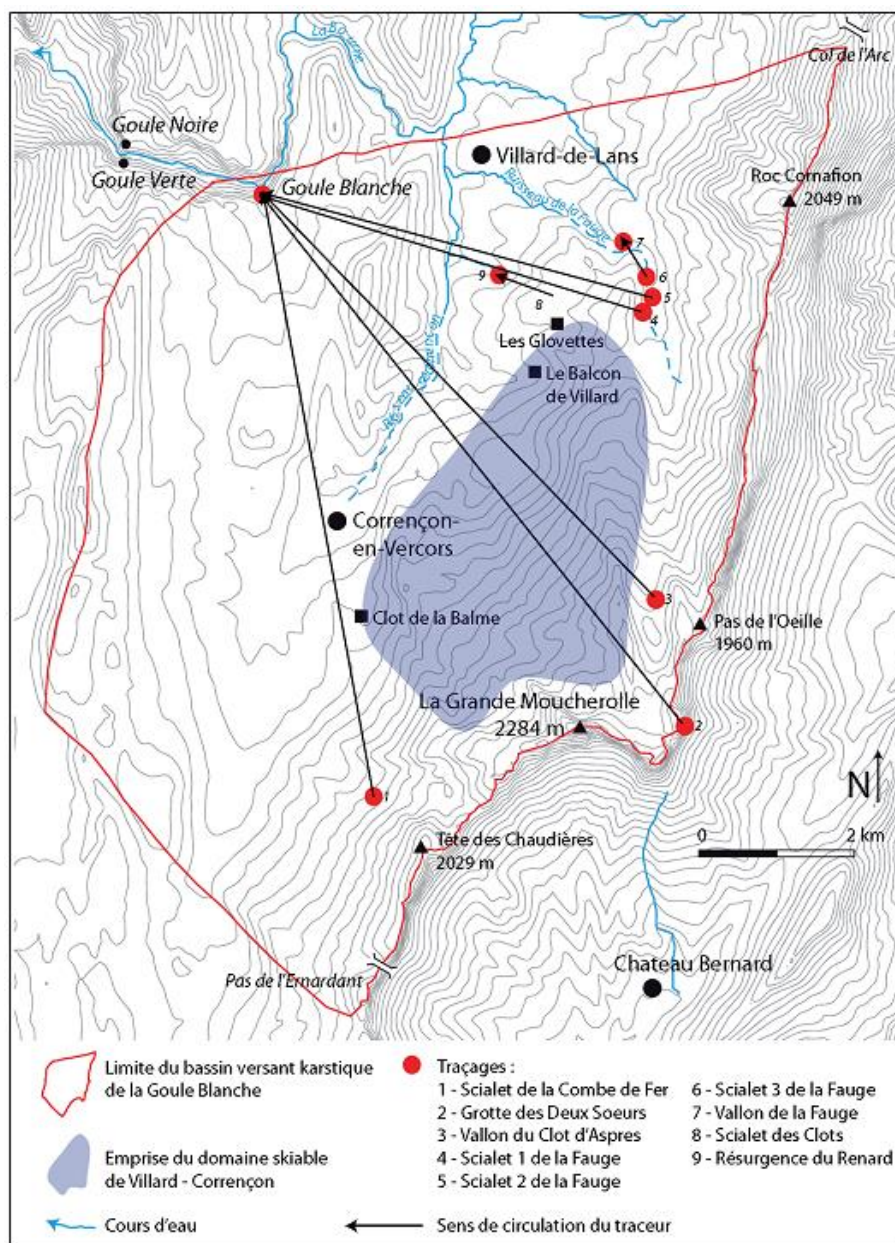 La Bourne
Col de l'Arc
Goule Noire
Goule Verte
Goule Blanche
Villard-de-Lans
Ruisseau de la Fauge
Roc Cornafion
2049 m
7
6
5
4
9
8
Les Glovettes
Le Balcon
de Villard
Corrençon-
en-Vercors
3
Clot de la Balme
Pas de l'Oeille
1960 m
La Grande Moucherolle
2284 m
2
1
N
0
2 km
Tête des Chaudières
2029 m
Pas de l'Ernardant
Chateau Bernard
Limite du bassin versant karstique
de la Goule Blanche
Emprise du domaine skiable
de Villard - Corrençon
Cours d'eau
Traçages :
1 - Scialet de la Combe de Fer
2 - Grotte des Deux Soeurs
3 - Vallon du Clot d'Aspres
4 - Scialet 1 de la Fauge
5 - Scialet 2 de la Fauge
6 - Scialet 3 de la Fauge
7 - Vallon de la Fauge
8 - Scialet des Clots
9 - Résurgence du Renard
Sens de circulation du traceur